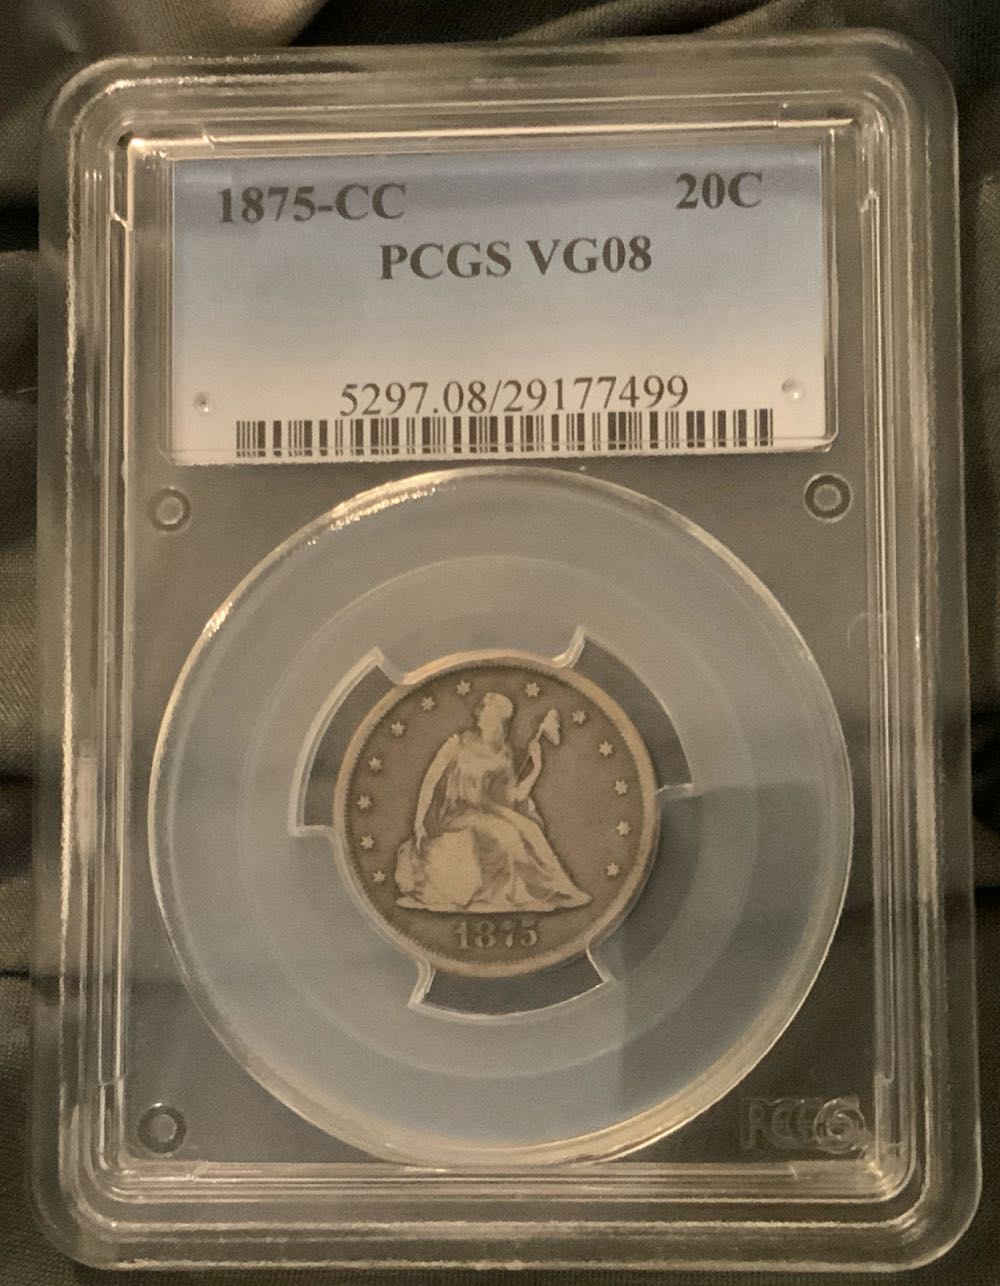 1875-CC 20C
PCGS VG08
5297.08/29177499
1875
PCGS